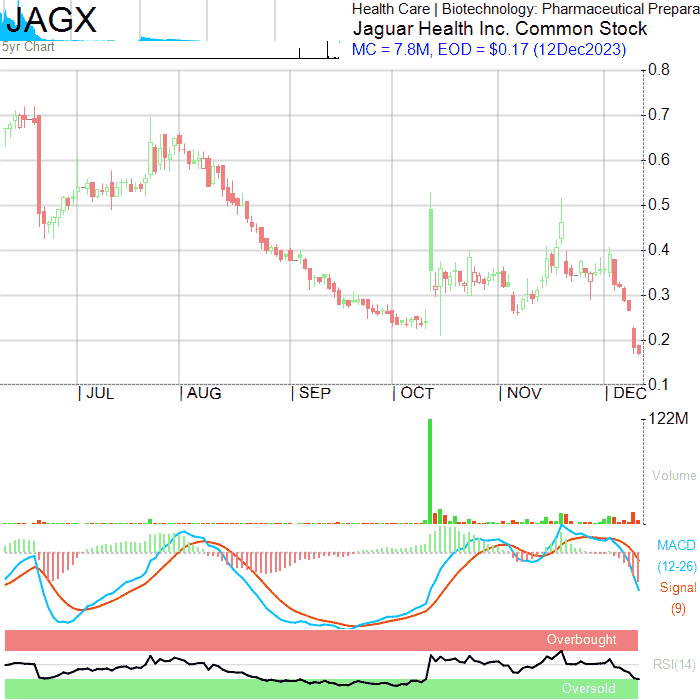 JAGX
Health Care | Biotechnology: Pharmaceutical Prepara
Jaguar Health Inc. Common Stock
5yr Chart
MC = 7.8M, EOD = $0.17 (12Dec2023)
0.8
0.7
0.6
0.5
0.4
0.3
0.2
0.1
| JUL | AUG | SEP | OCT | NOV | DEC
122M
Volume
MACD
(12-26)
Signal
(9)
Overbought
RSI(14)
Oversold